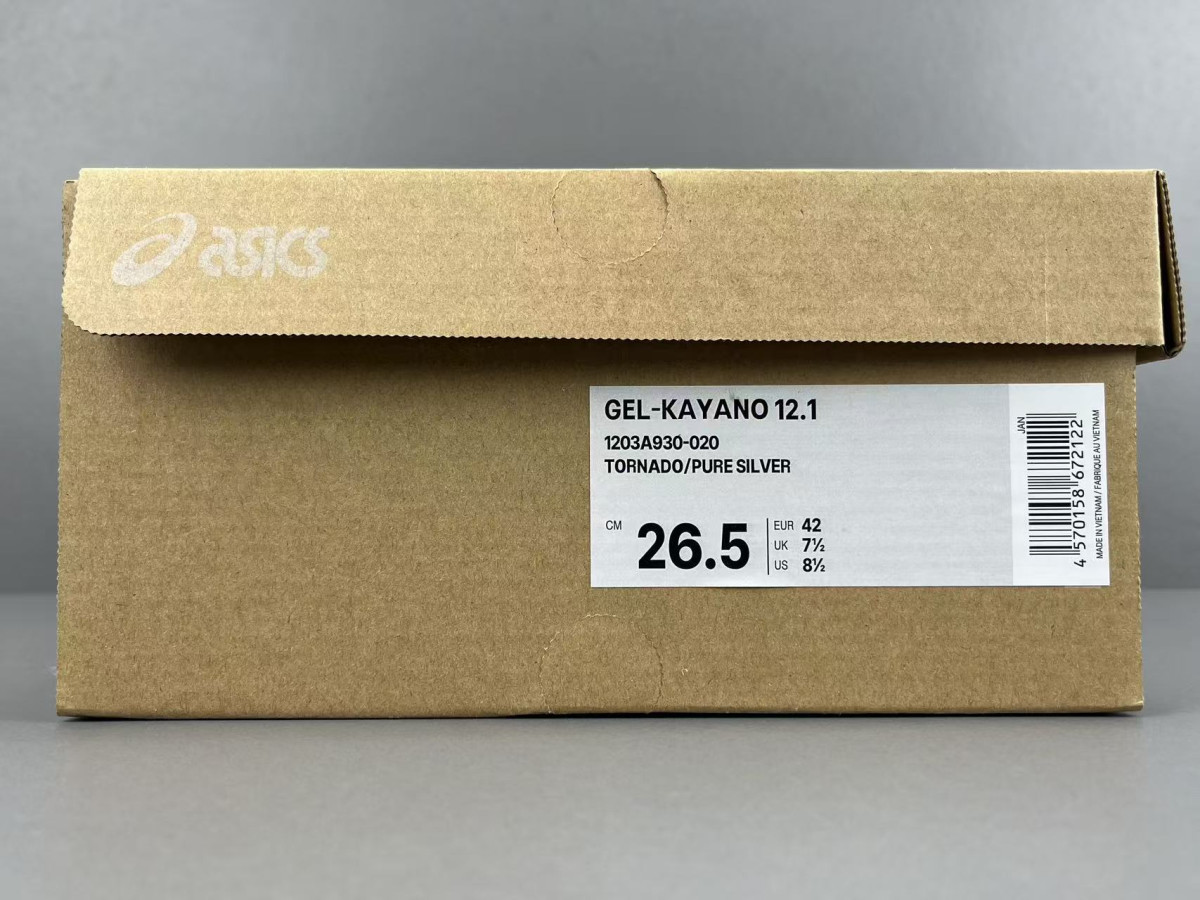 asics
GEL-KAYANO 12.1
1203A930-020
TORNADO/PURE SILVER
CM 26.5
EUR 42
UK 7½
US 8½
JAN
4 570158 672122
MADE IN VIETNAM / FABRIQUE AU VIETNAM